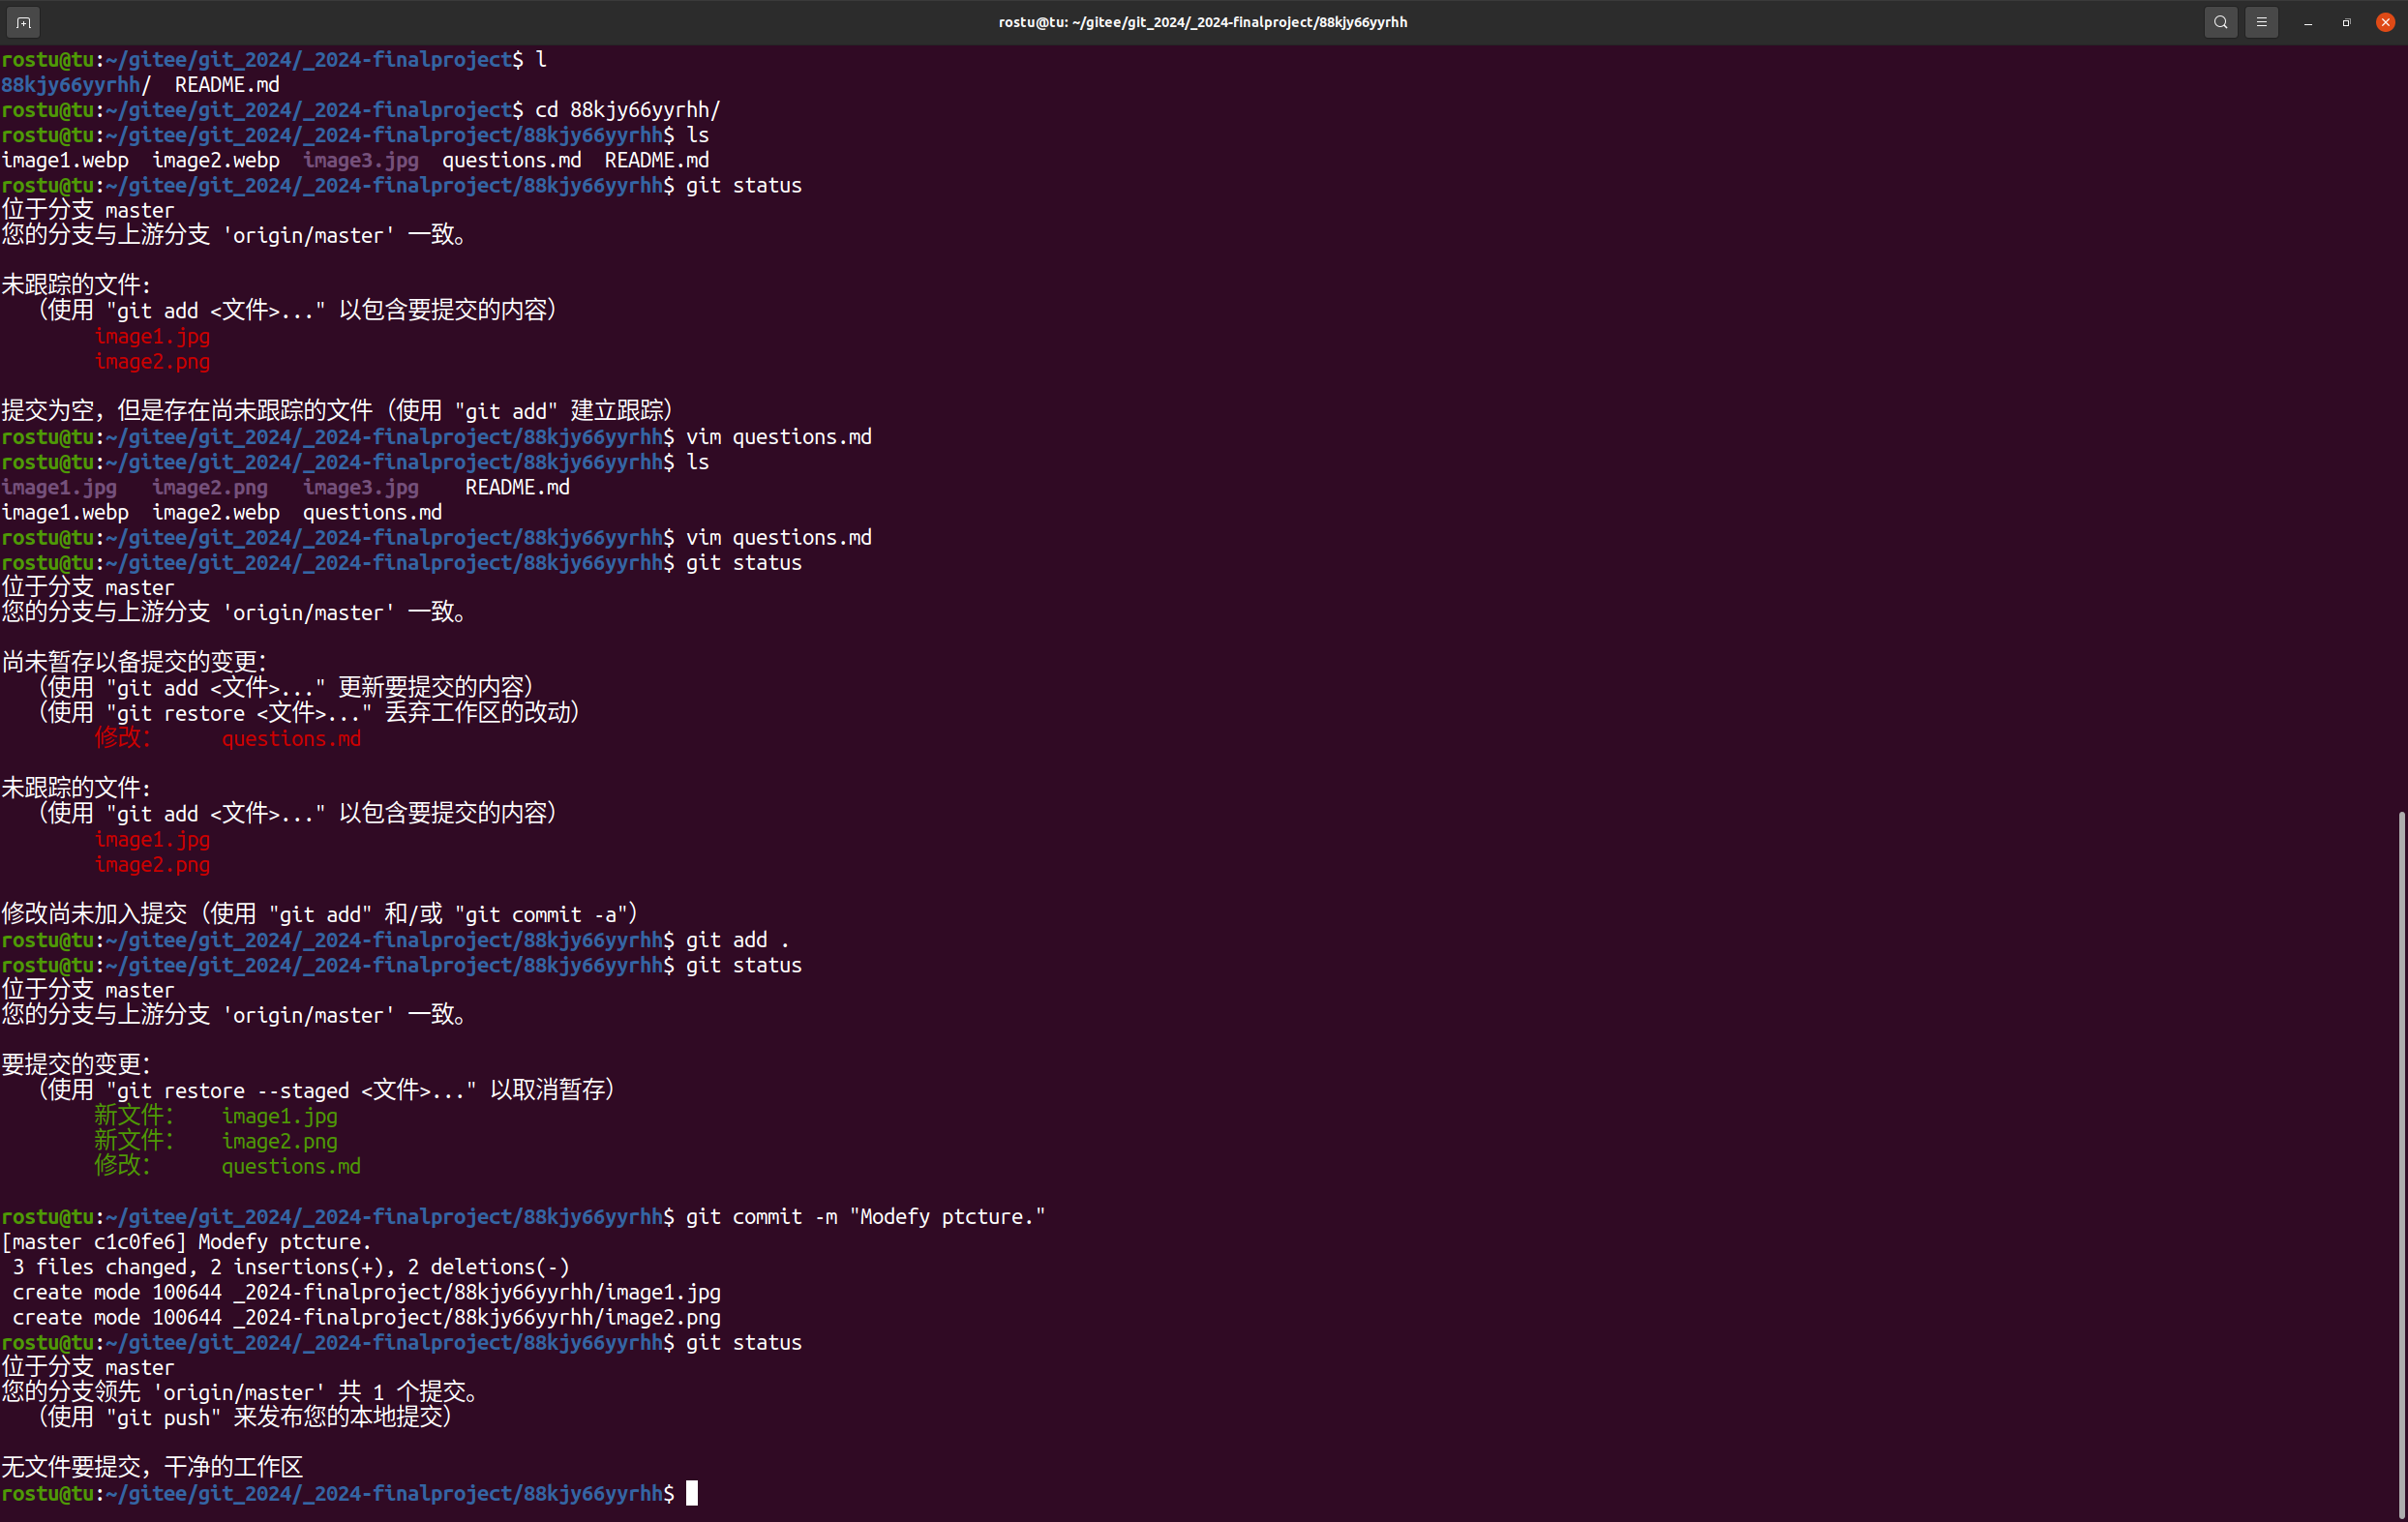 rostu@tu: ~/gitee/git_2024/_2024-finalproject/88kjy66yyrhh
rostu@tu:~/gitee/git_2024/_2024-finalproject$ l
88kjy66yyrhh/  README.md
rostu@tu:~/gitee/git_2024/_2024-finalproject$ cd 88kjy66yyrhh/
rostu@tu:~/gitee/git_2024/_2024-finalproject/88kjy66yyrhh$ ls
image1.webp  image2.webp  image3.jpg  questions.md  README.md
rostu@tu:~/gitee/git_2024/_2024-finalproject/88kjy66yyrhh$ git status
位于分支 master
您的分支与上游分支 'origin/master' 一致。
未跟踪的文件:
（使用 "git add <文件>..." 以包含要提交的内容）
image1.jpg
image2.png
提交为空，但是存在尚未跟踪的文件（使用 "git add" 建立跟踪）
rostu@tu:~/gitee/git_2024/_2024-finalproject/88kjy66yyrhh$ vim questions.md
rostu@tu:~/gitee/git_2024/_2024-finalproject/88kjy66yyrhh$ ls
image1.jpg   image2.png   image3.jpg    README.md
image1.webp  image2.webp  questions.md
rostu@tu:~/gitee/git_2024/_2024-finalproject/88kjy66yyrhh$ vim questions.md
rostu@tu:~/gitee/git_2024/_2024-finalproject/88kjy66yyrhh$ git status
位于分支 master
您的分支与上游分支 'origin/master' 一致。
尚未暂存以备提交的变更：
（使用 "git add <文件>..." 更新要提交的内容）
（使用 "git restore <文件>..." 丢弃工作区的改动）
修改：     questions.md
未跟踪的文件:
（使用 "git add <文件>..." 以包含要提交的内容）
image1.jpg
image2.png
修改尚未加入提交（使用 "git add" 和/或 "git commit -a"）
rostu@tu:~/gitee/git_2024/_2024-finalproject/88kjy66yyrhh$ git add .
rostu@tu:~/gitee/git_2024/_2024-finalproject/88kjy66yyrhh$ git status
位于分支 master
您的分支与上游分支 'origin/master' 一致。
要提交的变更：
（使用 "git restore --staged <文件>..." 以取消暂存）
新文件：   image1.jpg
新文件：   image2.png
修改：     questions.md
rostu@tu:~/gitee/git_2024/_2024-finalproject/88kjy66yyrhh$ git commit -m "Modefy ptcture."
[master c1c0fe6] Modefy ptcture.
3 files changed, 2 insertions(+), 2 deletions(-)
create mode 100644 _2024-finalproject/88kjy66yyrhh/image1.jpg
create mode 100644 _2024-finalproject/88kjy66yyrhh/image2.png
rostu@tu:~/gitee/git_2024/_2024-finalproject/88kjy66yyrhh$ git status
位于分支 master
您的分支领先 'origin/master' 共 1 个提交。
（使用 "git push" 来发布您的本地提交）
无文件要提交，干净的工作区
rostu@tu:~/gitee/git_2024/_2024-finalproject/88kjy66yyrhh$